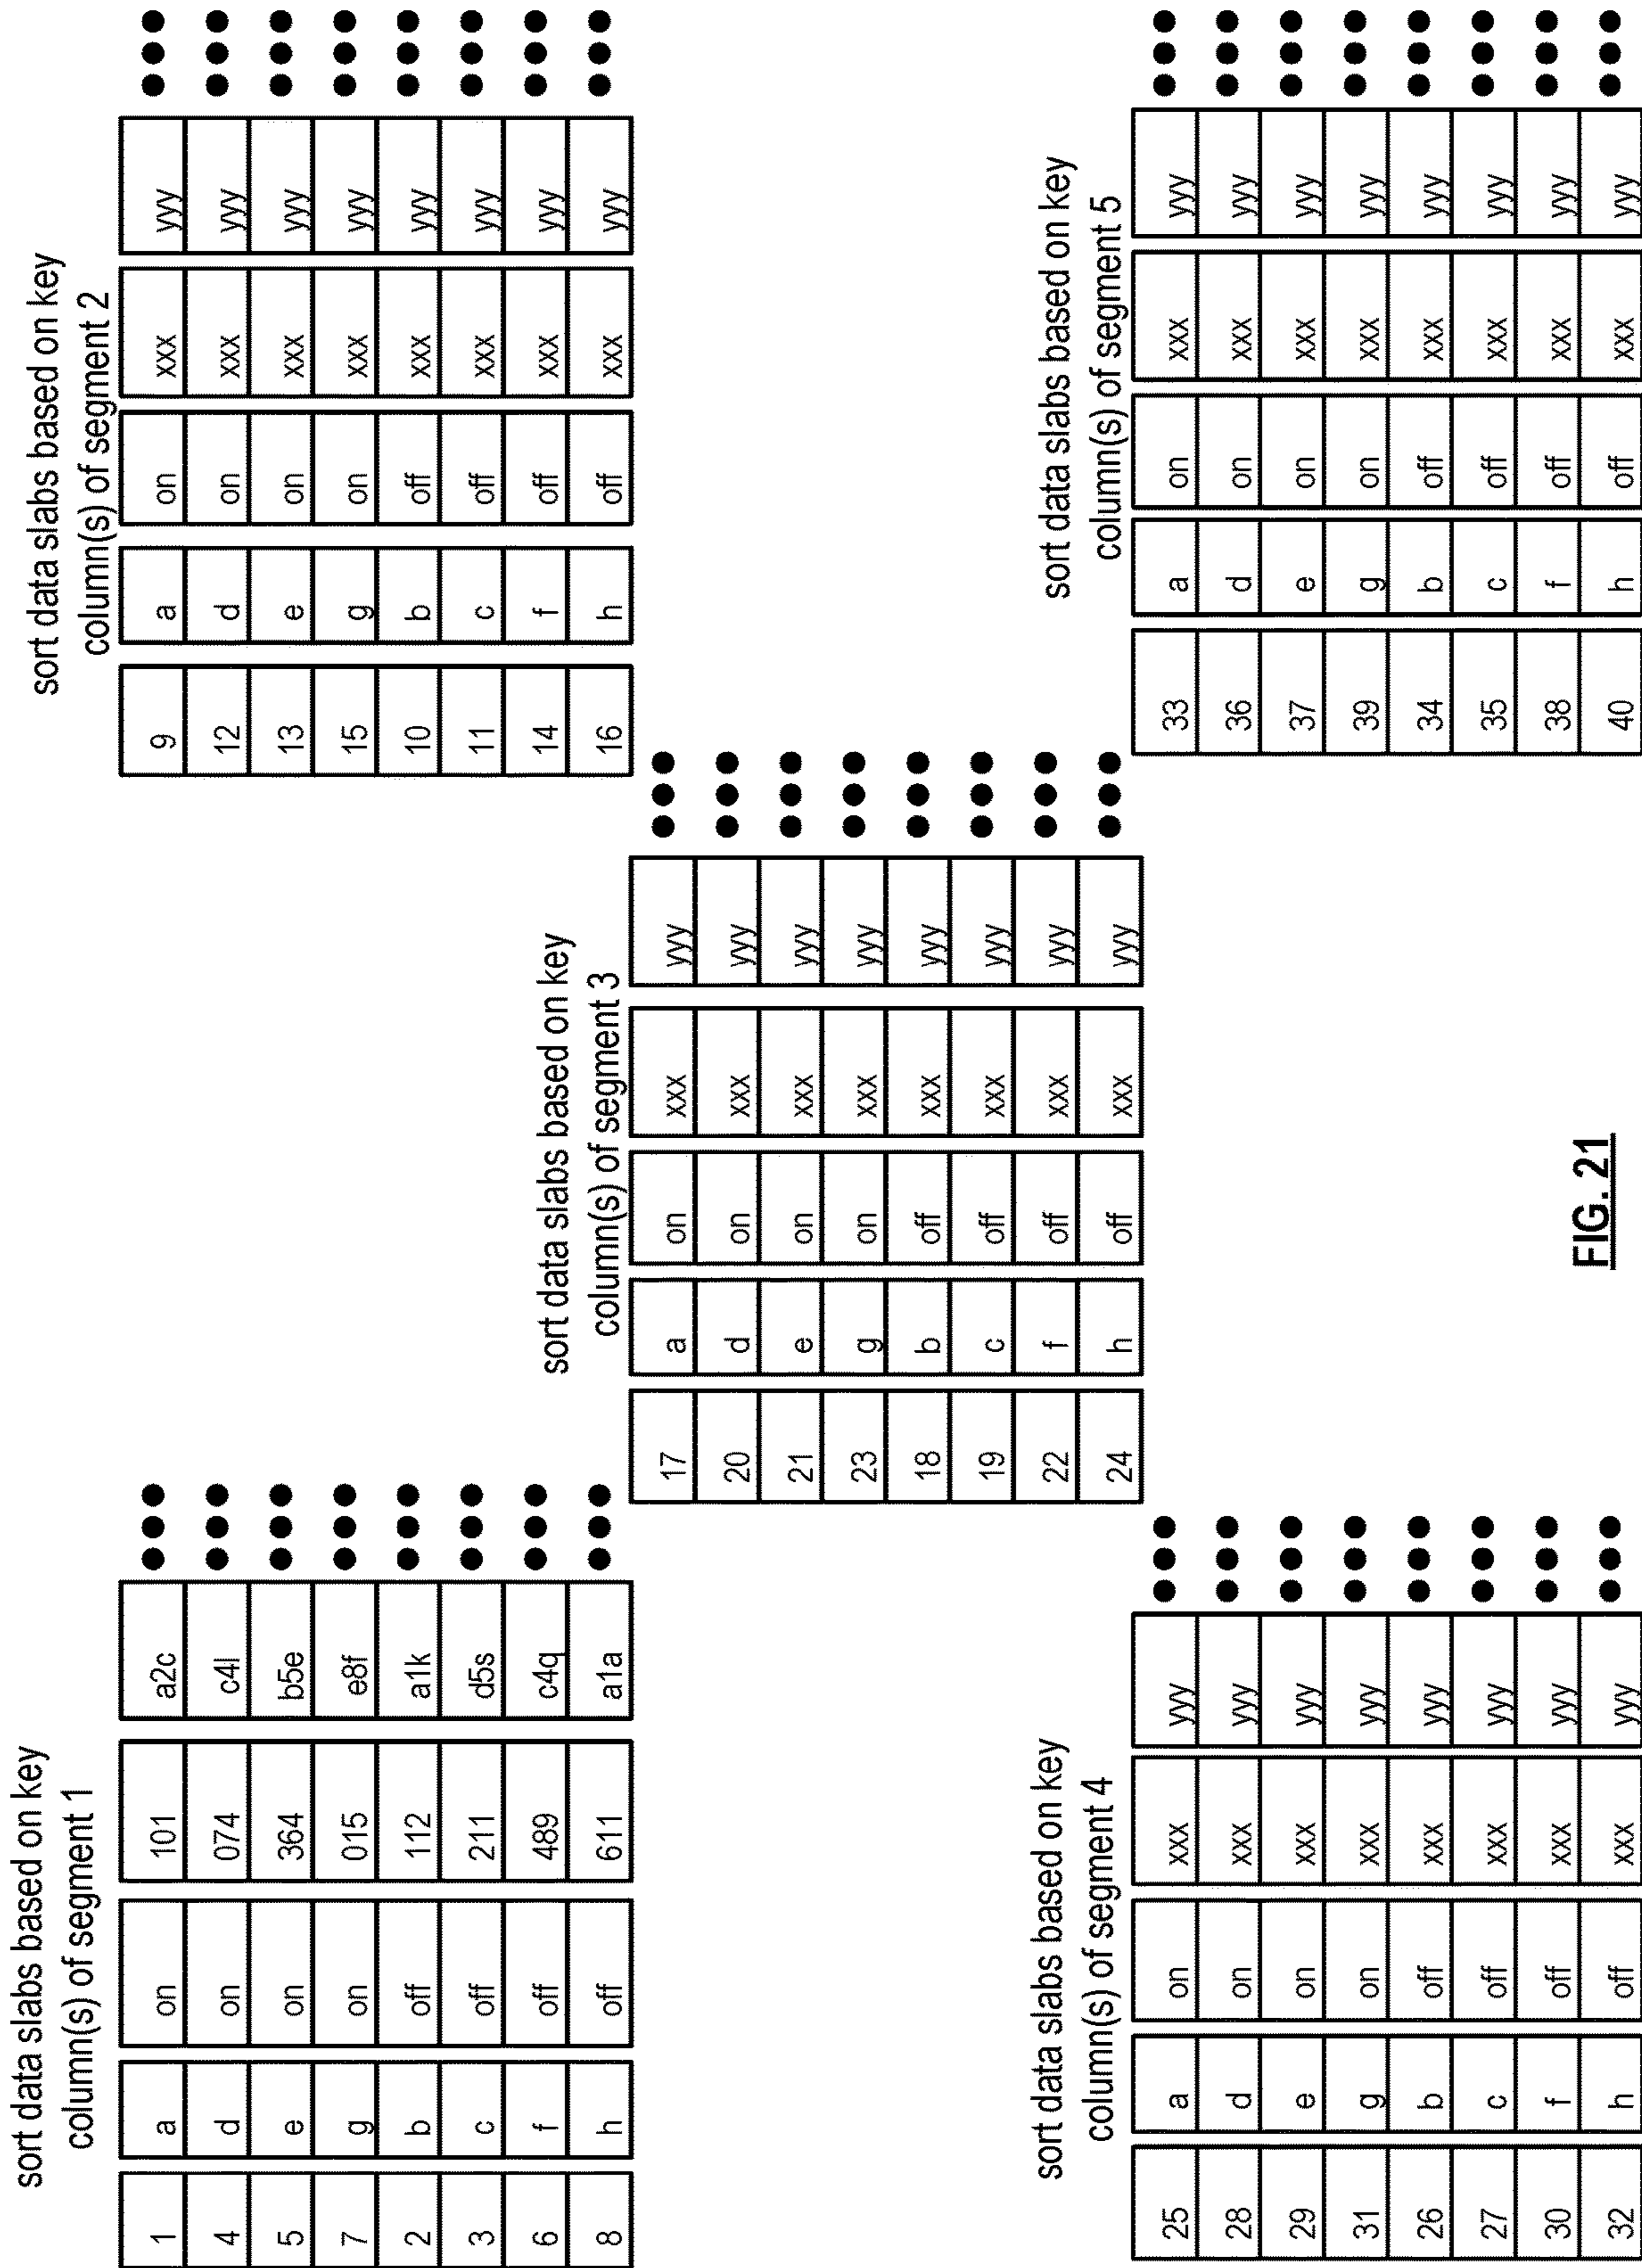 sort data slabs based on key
column(s) of segment 1
1 a on 101 a2c
4 d on 074 c4l
5 e on 364 b5e
7 g on 015 e8f
2 b off 112 a1k
3 c off 211 d5s
6 f off 489 c4q
8 h off 611 a1a
sort data slabs based on key
column(s) of segment 2
9 a on xxx yyy
12 d on xxx yyy
13 e on xxx yyy
15 g on xxx yyy
10 b off xxx yyy
11 c off xxx yyy
14 f off xxx yyy
16 h off xxx yyy
sort data slabs based on key
column(s) of segment 3
17 a on xxx yyy
20 d on xxx yyy
21 e on xxx yyy
23 g on xxx yyy
18 b off xxx yyy
19 c off xxx yyy
22 f off xxx yyy
24 h off xxx yyy
sort data slabs based on key
column(s) of segment 4
25 a on xxx yyy
28 d on xxx yyy
29 e on xxx yyy
31 g on xxx yyy
26 b off xxx yyy
27 c off xxx yyy
30 f off xxx yyy
32 h off xxx yyy
sort data slabs based on key
column(s) of segment 5
33 a on xxx yyy
36 d on xxx yyy
37 e on xxx yyy
39 g on xxx yyy
34 b off xxx yyy
35 c off xxx yyy
38 f off xxx yyy
40 h off xxx yyy
FIG. 21